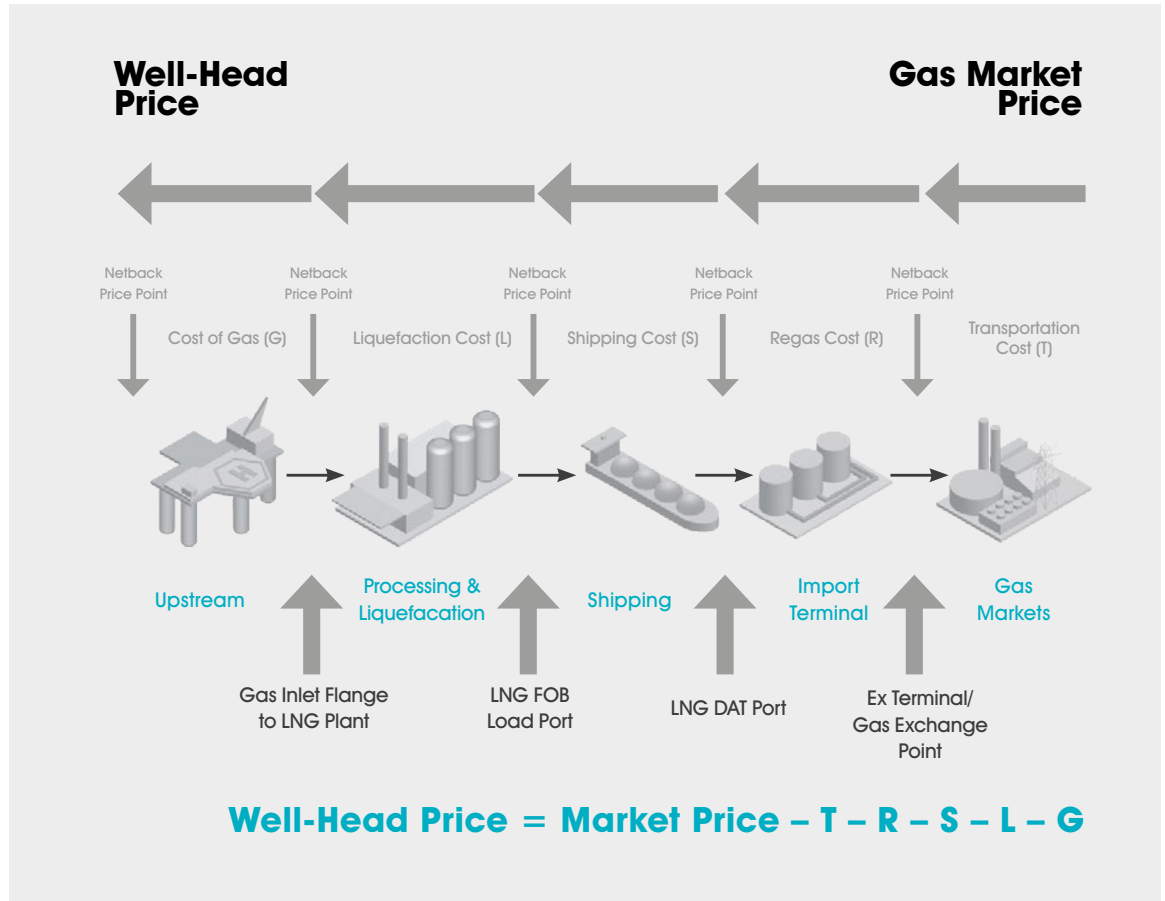 Well-Head
Price
Gas Market
Price
Netback
Price Point
Netback
Price Point
Netback
Price Point
Netback
Price Point
Netback
Price Point
Cost of Gas (G)
Liquefaction Cost (L)
Shipping Cost (S)
Regas Cost (R)
Transportation
Cost (T)
H
Upstream
Processing &
Liquefacation
Shipping
Import
Terminal
Gas
Markets
Gas Inlet Flange
to LNG Plant
LNG FOB
Load Port
LNG DAT Port
Ex Terminal/
Gas Exchange
Point
Well-Head Price = Market Price – T – R – S – L – G